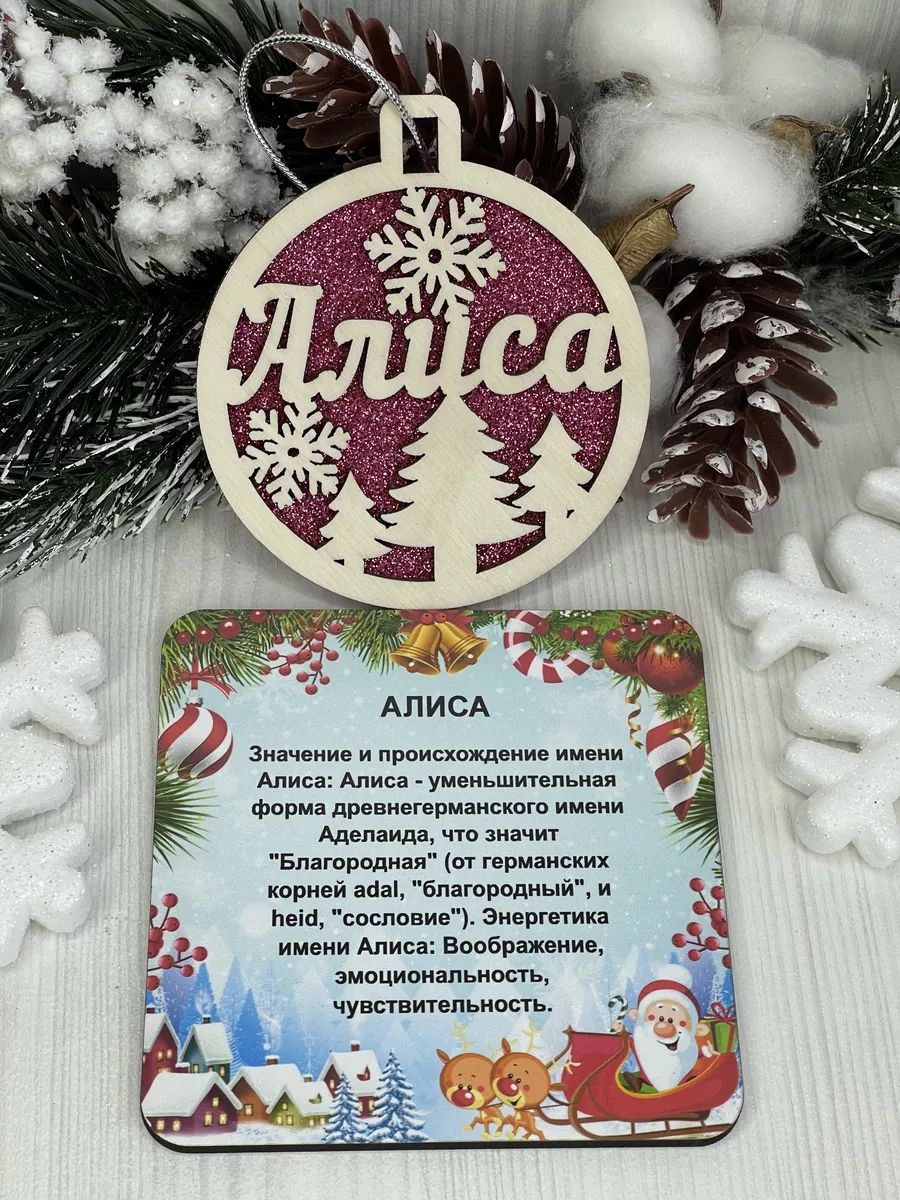 Алиса
АЛИСА
Значение и происхождение имени
Алиса: Алиса - уменьшительная
форма древнегерманского имени
Аделаида, что значит
"Благородная" (от германских
корней adal, "благородный", и
heid, "сословие"). Энергетика
имени Алиса: Воображение,
эмоциональность,
чувствительность.